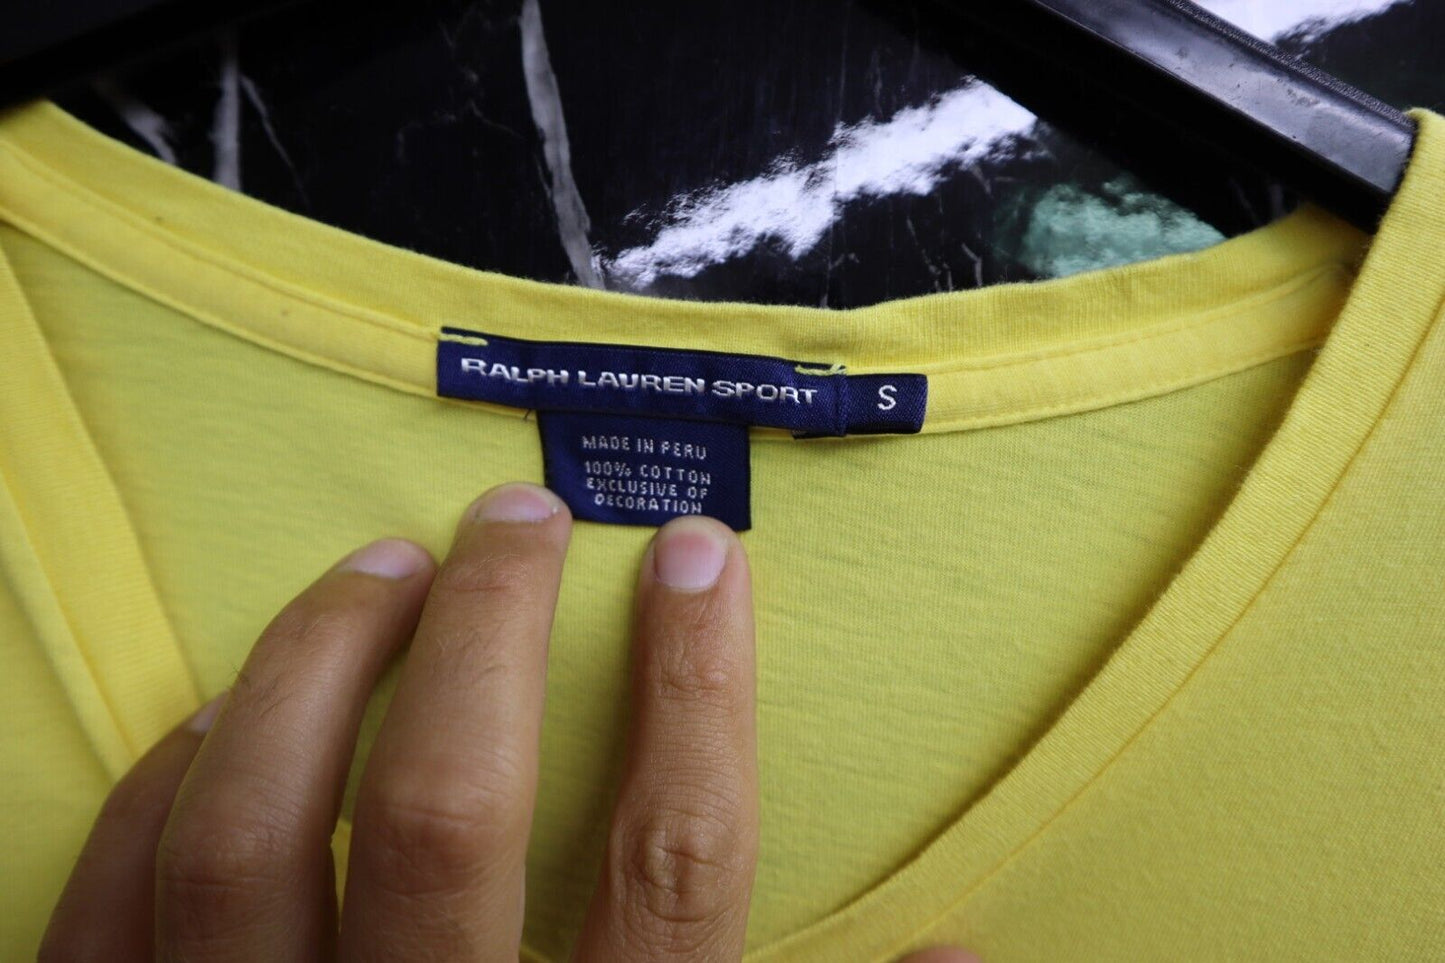 RALPH LAUREN SPORT
S
MADE IN PERU
100% COTTON
EXCLUSIVE OF
DECORATION